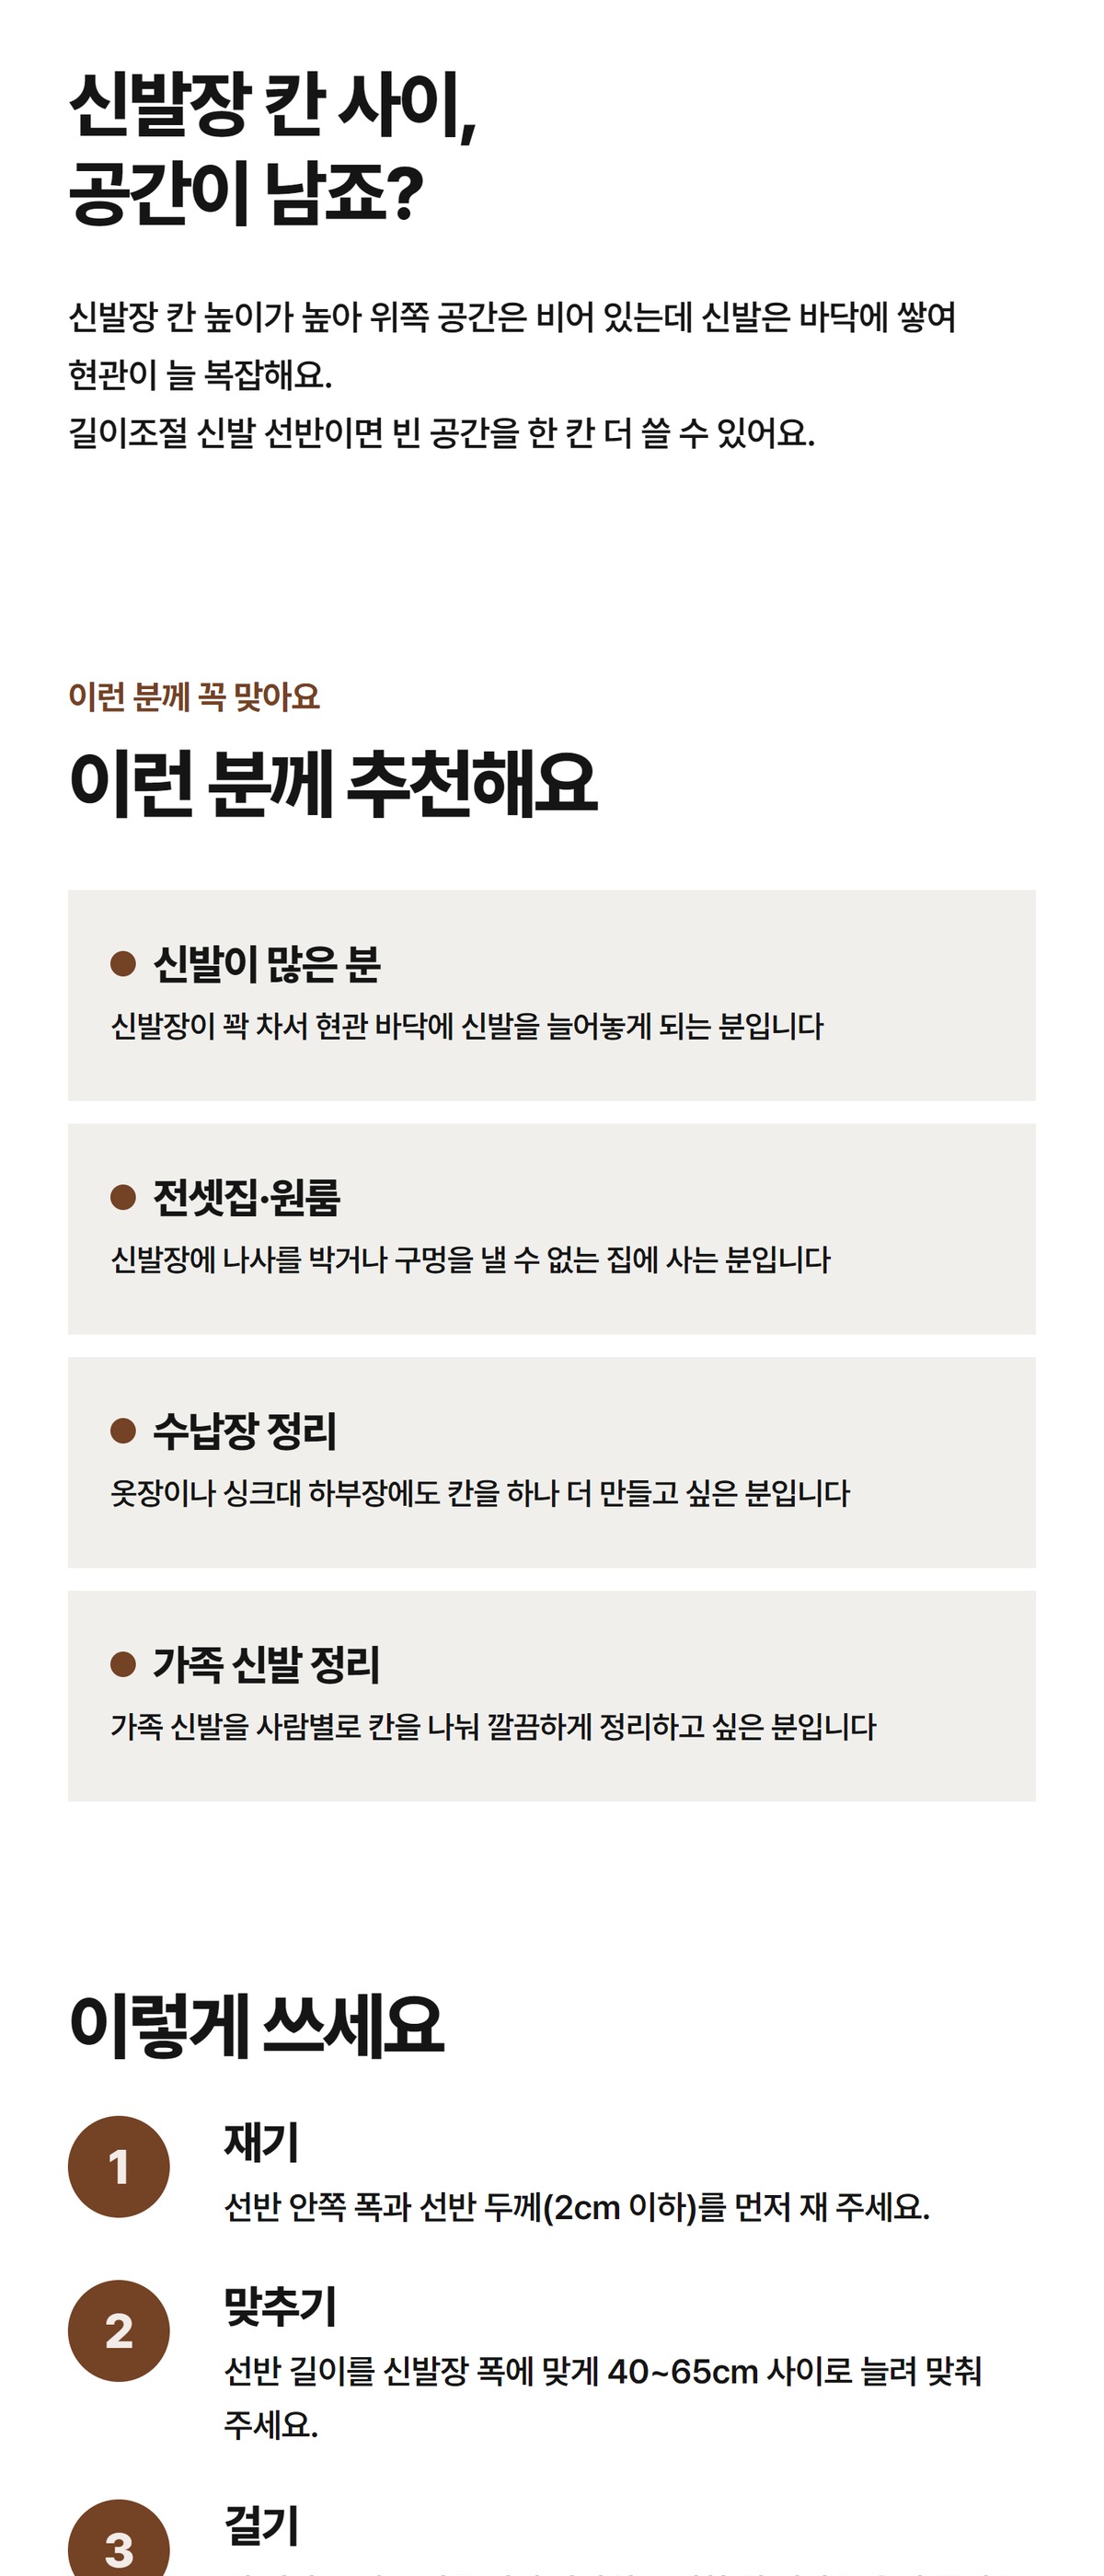 신발장 칸 사이,
공간이 남죠?
신발장 칸 높이가 높아 위쪽 공간은 비어 있는데 신발은 바닥에 쌓여
현관이 늘 복잡해요.
길이조절 신발 선반이면 빈 공간을 한 칸 더 쓸 수 있어요.
이런 분께 꼭 맞아요
이런 분께 추천해요
신발이 많은 분
신발장이 꽉 차서 현관 바닥에 신발을 늘어놓게 되는 분입니다
전셋집·원룸
신발장에 나사를 박거나 구멍을 낼 수 없는 집에 사는 분입니다
수납장 정리
옷장이나 싱크대 하부장에도 칸을 하나 더 만들고 싶은 분입니다
가족 신발 정리
가족 신발을 사람별로 칸을 나눠 깔끔하게 정리하고 싶은 분입니다
이렇게 쓰세요
1
재기
선반 안쪽 폭과 선반 두께(2cm 이하)를 먼저 재 주세요.
2
맞추기
선반 길이를 신발장 폭에 맞게 40~65cm 사이로 늘려 맞춰
주세요.
3
걸기